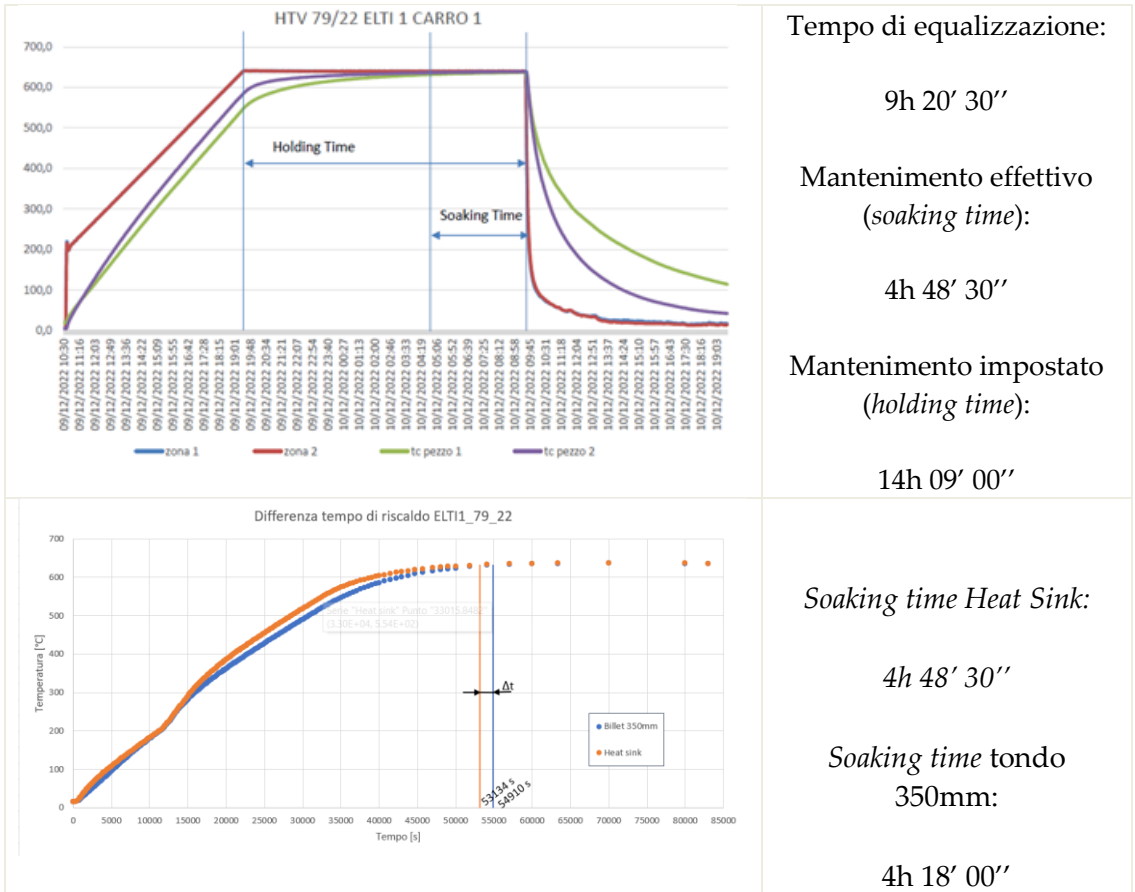 HTV 79/22 ELTI 1 CARRO 1
700,0
600,0
500,0
400,0
300,0
200,0
100,0
0,0
Holding Time
Soaking Time
09/12/2022 10:30
09/12/2022 11:16
09/12/2022 12:03
09/12/2022 12:49
09/12/2022 13:36
09/12/2022 14:22
09/12/2022 15:09
09/12/2022 15:55
09/12/2022 16:42
09/12/2022 17:28
09/12/2022 18:15
09/12/2022 19:01
09/12/2022 19:48
09/12/2022 20:34
09/12/2022 21:21
09/12/2022 22:07
09/12/2022 22:54
09/12/2022 23:40
10/12/2022 00:27
10/12/2022 01:13
10/12/2022 02:00
10/12/2022 02:46
10/12/2022 03:33
10/12/2022 04:19
10/12/2022 05:06
10/12/2022 05:52
10/12/2022 06:39
10/12/2022 07:25
10/12/2022 08:12
10/12/2022 08:58
10/12/2022 09:45
10/12/2022 10:31
10/12/2022 11:18
10/12/2022 12:04
10/12/2022 12:51
10/12/2022 13:37
10/12/2022 14:24
10/12/2022 15:10
10/12/2022 15:57
10/12/2022 16:43
10/12/2022 17:30
10/12/2022 18:16
10/12/2022 19:03
zona 1 zona 2 tc pezzo 1 tc pezzo 2
Tempo di equalizzazione:
9h 20' 30''
Mantenimento effettivo
(soaking time):
4h 48' 30''
Mantenimento impostato
(holding time):
14h 09' 00''
Differenza tempo di riscaldo ELTI1_79_22
Temperatura [°C]
700
600
500
400
300
200
100
0
Serie "Heat sink" Punto "33015.8402"
(3.30E+04, 5.54E+02)
Δt
Billet 350mm
Heat sink
53134 s
54910 s
0 5000 10000 15000 20000 25000 30000 35000 40000 45000 50000 55000 60000 65000 70000 75000 80000 85000
Tempo [s]
Soaking time Heat Sink:
4h 48' 30''
Soaking time tondo
350mm:
4h 18' 00''